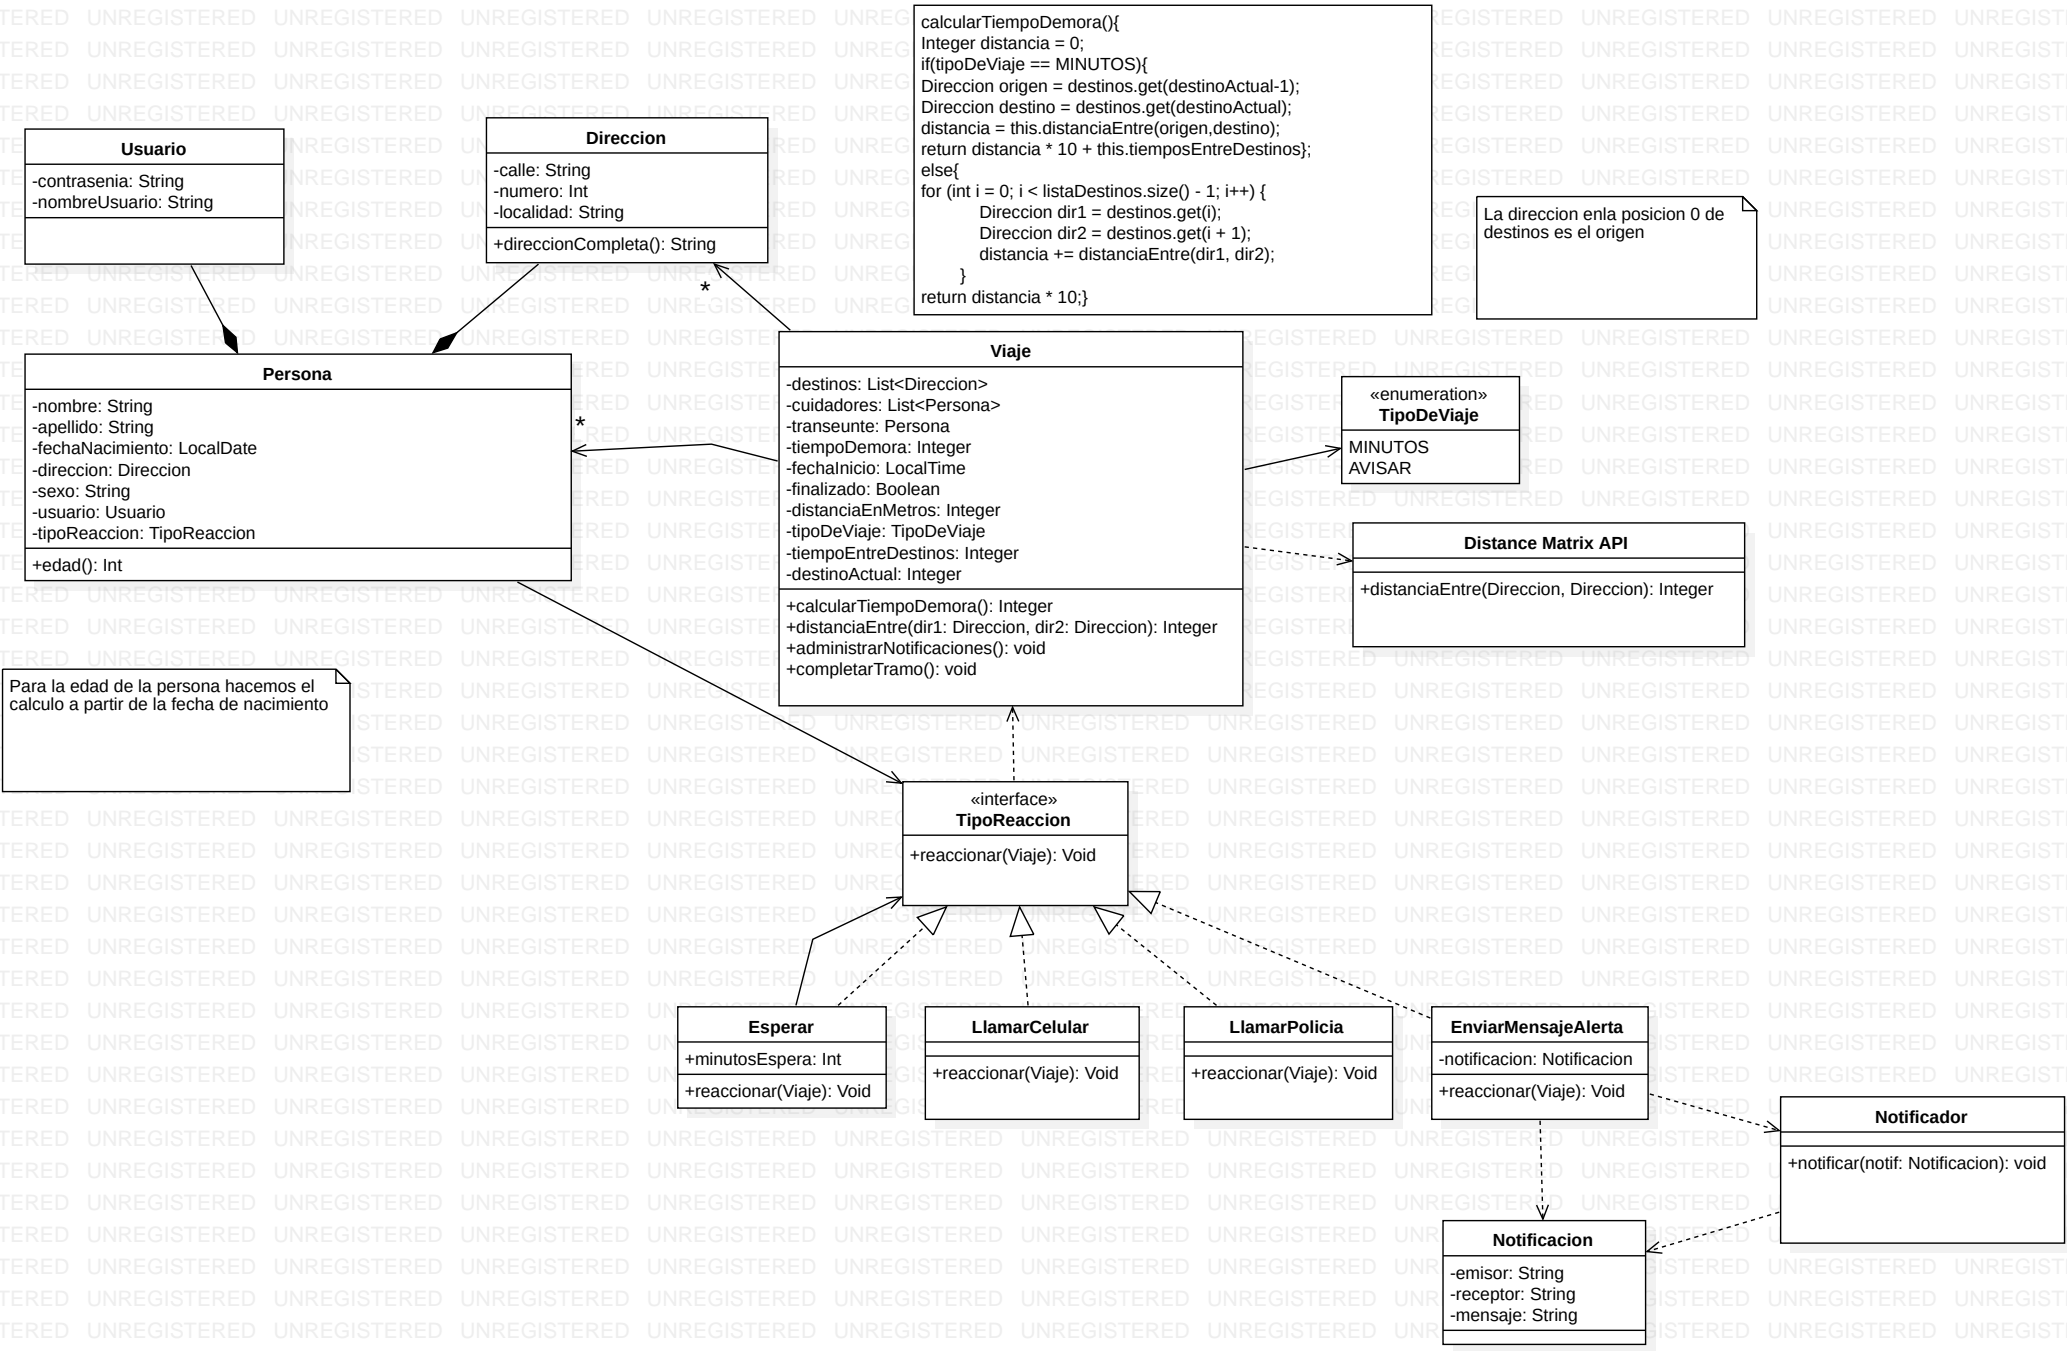 calcularTiempoDemora(){
Integer distancia = 0;
if(tipoDeViaje == MINUTOS){
Direccion origen = destinos.get(destinoActual-1);
Direccion destino = destinos.get(destinoActual);
distancia = this.distanciaEntre(origen,destino);
return distancia * 10 + this.tiemposEntreDestinos};
else{
for (int i = 0; i < listaDestinos.size() - 1; i++) {
Direccion dir1 = destinos.get(i);
Direccion dir2 = destinos.get(i + 1);
distancia += distanciaEntre(dir1, dir2);
}
return distancia * 10;}
La direccion enla posicion 0 de
destinos es el origen
Usuario
-contrasenia: String
-nombreUsuario: String
Direccion
-calle: String
-numero: Int
-localidad: String
+direccionCompleta(): String
*
Persona
-nombre: String
-apellido: String
-fechaNacimiento: LocalDate
-direccion: Direccion
-sexo: String
-usuario: Usuario
-tipoReaccion: TipoReaccion
+edad(): Int
*
Viaje
-destinos: List<Direccion>
-cuidadores: List<Persona>
-transeunte: Persona
-tiempoDemora: Integer
-fechaInicio: LocalTime
-finalizado: Boolean
-distanciaEnMetros: Integer
-tipoDeViaje: TipoDeViaje
-tiempoEntreDestinos: Integer
-destinoActual: Integer
+calcularTiempoDemora(): Integer
+distanciaEntre(dir1: Direccion, dir2: Direccion): Integer
+administrarNotificaciones(): void
+completarTramo(): void
«enumeration»
TipoDeViaje
MINUTOS
AVISAR
Distance Matrix API
+distanciaEntre(Direccion, Direccion): Integer
Para la edad de la persona hacemos el
calculo a partir de la fecha de nacimiento
«interface»
TipoReaccion
+reaccionar(Viaje): Void
Esperar
+minutosEspera: Int
+reaccionar(Viaje): Void
LlamarCelular
+reaccionar(Viaje): Void
LlamarPolicia
+reaccionar(Viaje): Void
EnviarMensajeAlerta
-notificacion: Notificacion
+reaccionar(Viaje): Void
Notificador
+notificar(notif: Notificacion): void
Notificacion
-emisor: String
-receptor: String
-mensaje: String